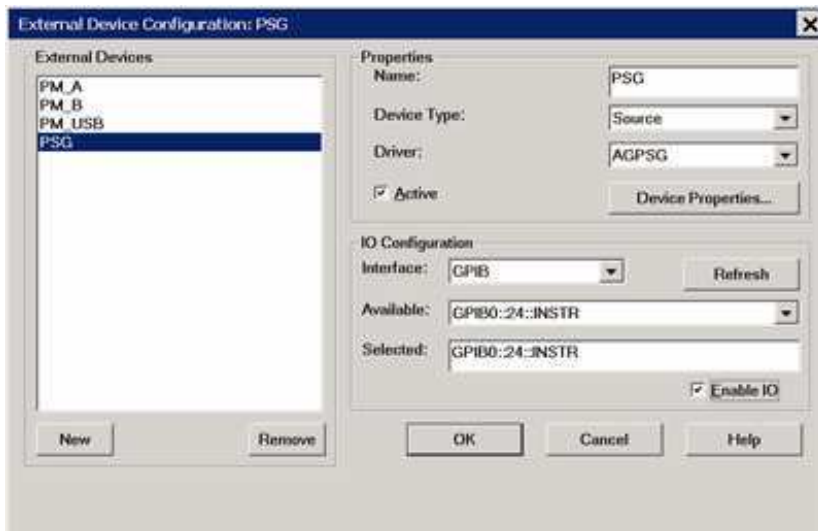 External Device Configuration: PSG
External Devices
PM_A
PM_B
PM_USB
PSG
New
Remove
Properties
Name:
PSG
Device Type:
Source
Driver:
AGPSG
Active
Device Properties...
IO Configuration
Interface:
GPIB
Refresh
Available:
GPIB0::24::INSTR
Selected:
GPIB0::24::INSTR
Enable IO
OK
Cancel
Help